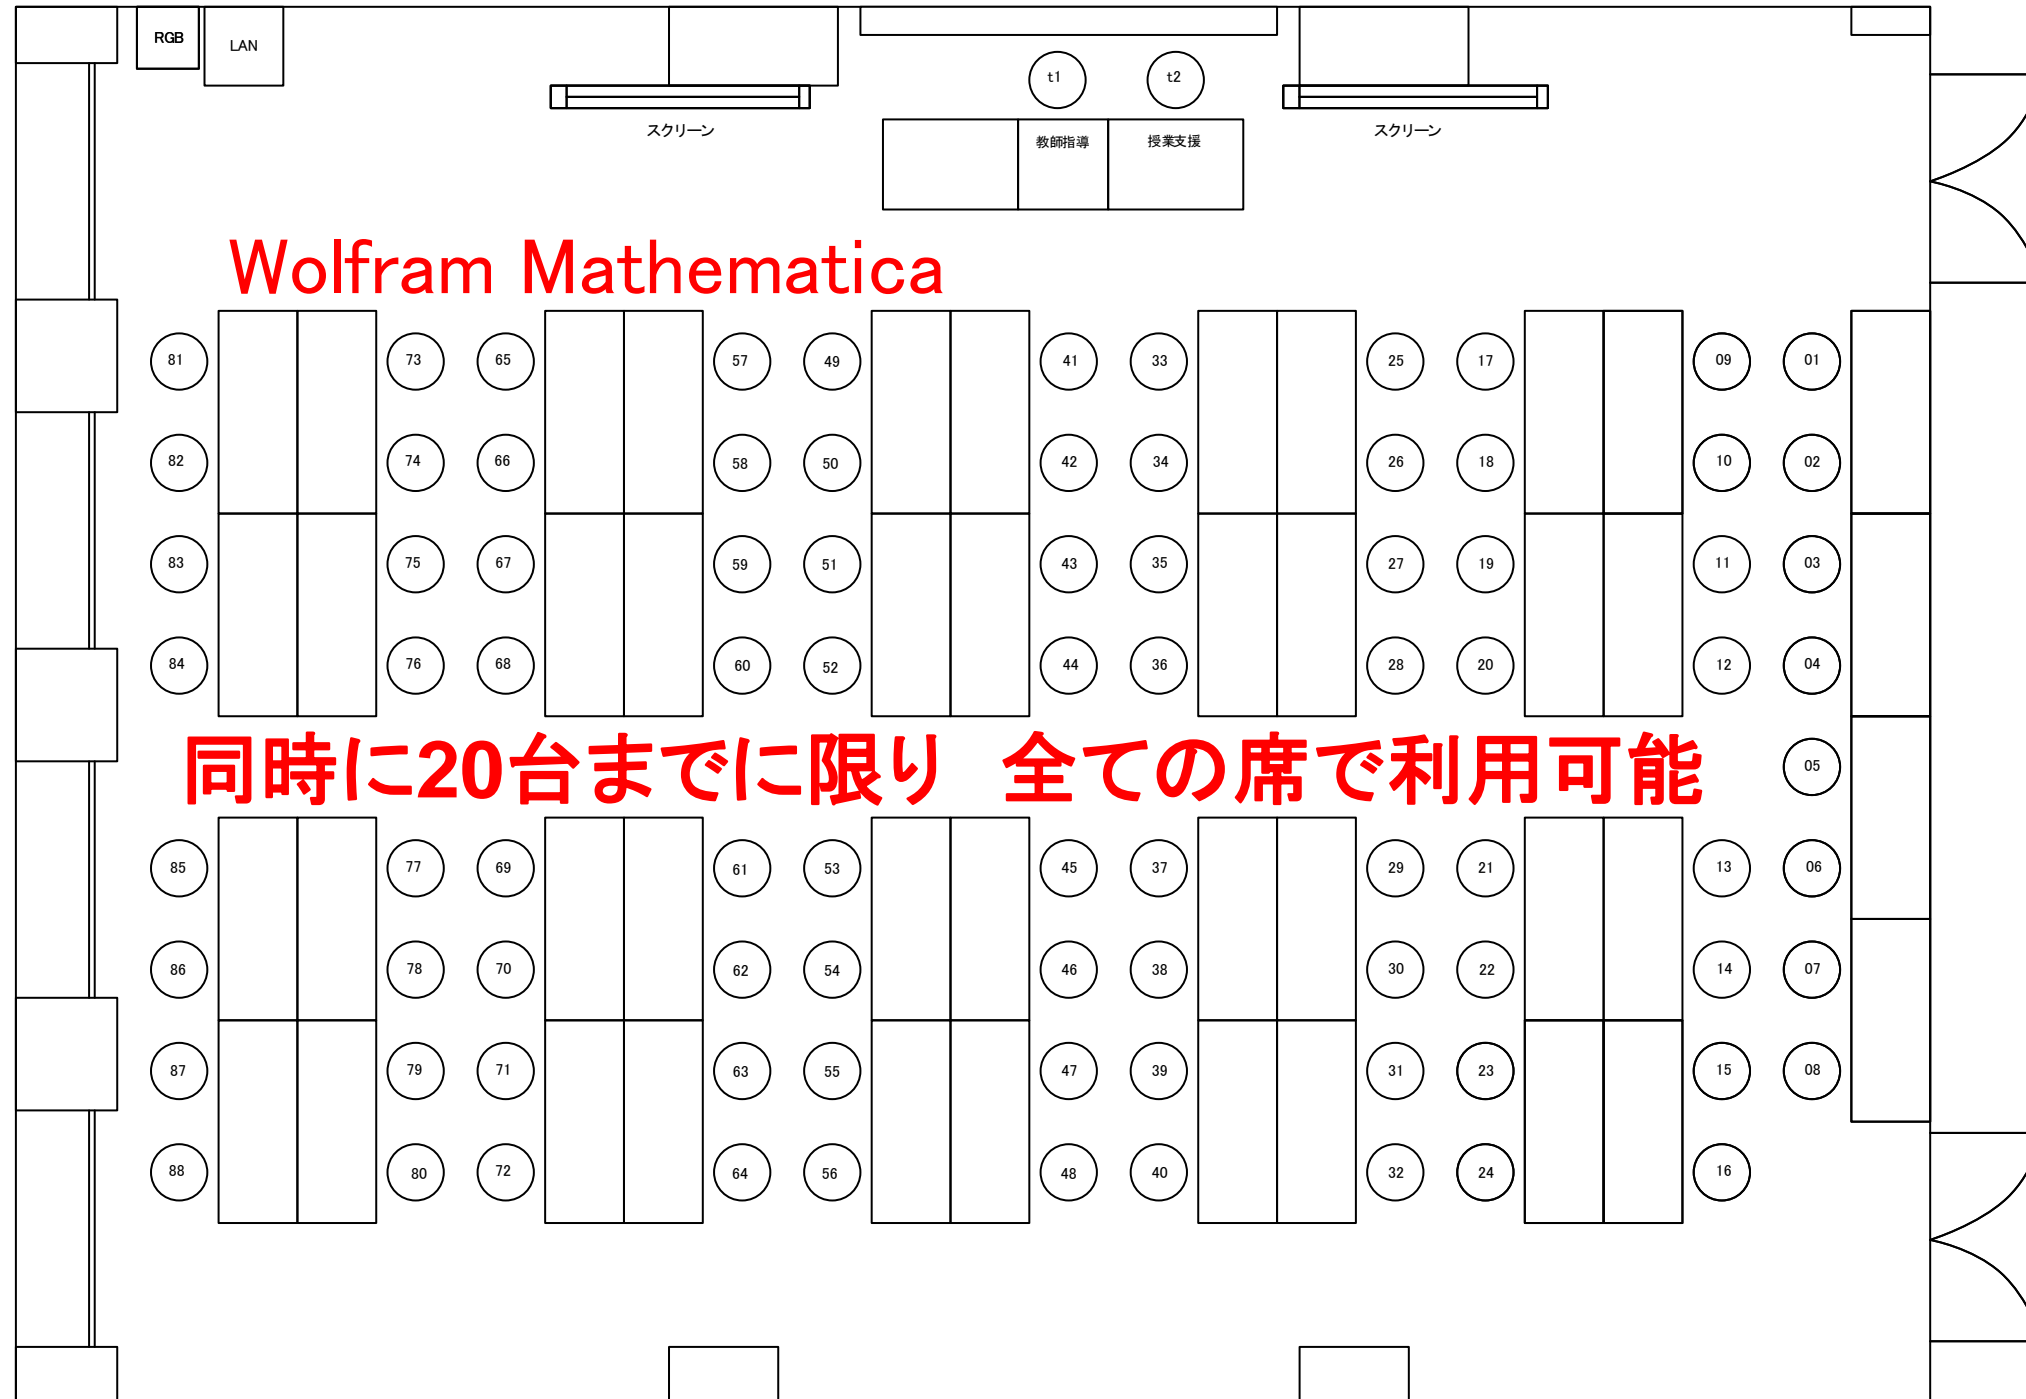 RGB
LAN
t1 t2
スクリーン 教師指導 授業支援 スクリーン
Wolfram Mathematica
81 73 65 57 49 41 33 25 17 09 01
82 74 66 58 50 42 34 26 18 10 02
83 75 67 59 51 43 35 27 19 11 03
84 76 68 60 52 44 36 28 20 12 04
同時に20台までに限り　全ての席で利用可能 05
85 77 69 61 53 45 37 29 21 13 06
86 78 70 62 54 46 38 30 22 14 07
87 79 71 63 55 47 39 31 23 15 08
88 80 72 64 56 48 40 32 24 16